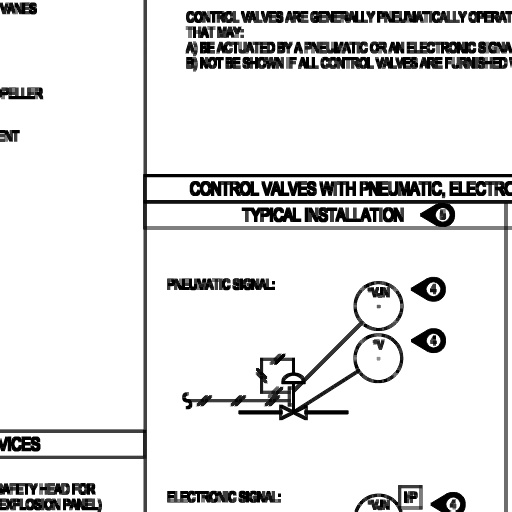 VANES
PELLER
ENT
CONTROL VALVES ARE GENERALLY PNEUMATICALLY OPERAT
THAT MAY:
A) BE ACTUATED BY A PNEUMATIC OR AN ELECTRONIC SIGNA
B) NOT BE SHOWN IF ALL CONTROL VALVES ARE FURNISHED
CONTROL VALVES WITH PNEUMATIC, ELECTRO
TYPICAL INSTALLATION 5
PNEUMATIC SIGNAL:
*VJN 4
*V 4
VICES
SAFETY HEAD FOR
EXPLOSION PANEL)
ELECTRONIC SIGNAL:
*VJN I/P 4